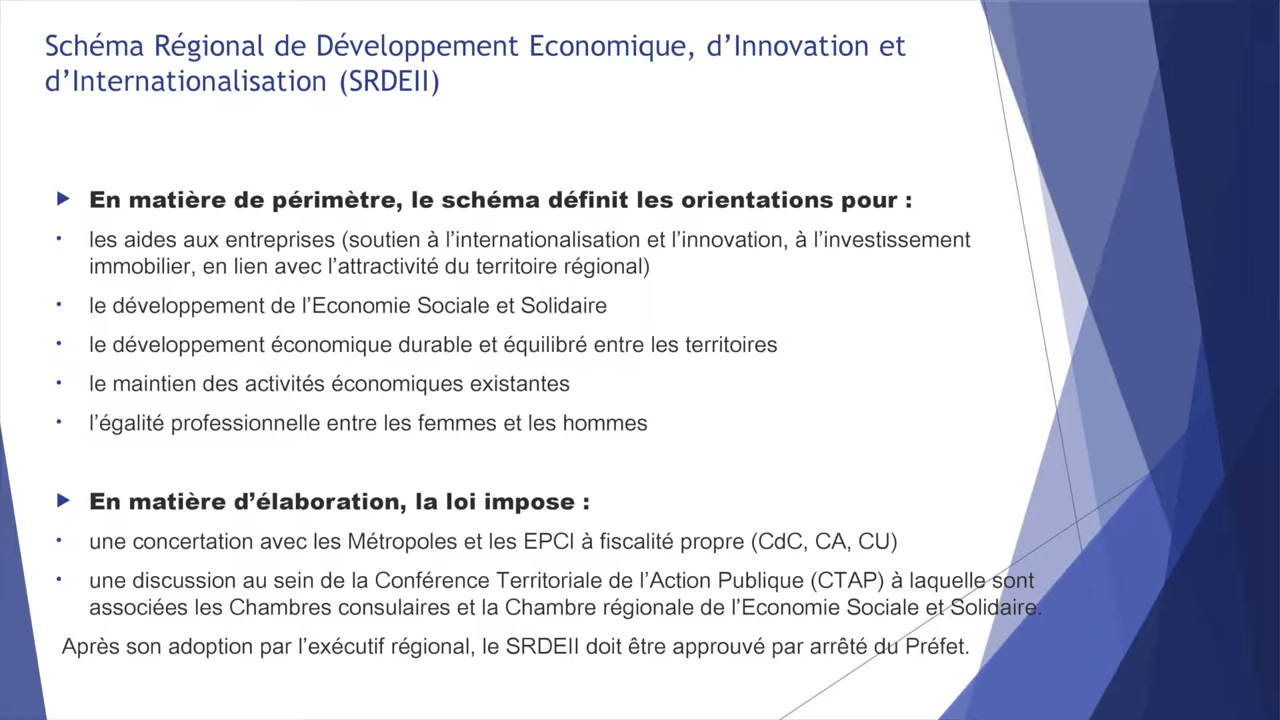 Schéma Régional de Développement Economique, d’Innovation et
d’Internationalisation (SRDEII)
En matière de périmètre, le schéma définit les orientations pour :
les aides aux entreprises (soutien à l’internationalisation et l’innovation, à l’investissement
immobilier, en lien avec l’attractivité du territoire régional)
le développement de l’Economie Sociale et Solidaire
le développement économique durable et équilibré entre les territoires
le maintien des activités économiques existantes
l’égalité professionnelle entre les femmes et les hommes
En matière d’élaboration, la loi impose :
une concertation avec les Métropoles et les EPCI à fiscalité propre (CdC, CA, CU)
une discussion au sein de la Conférence Territoriale de l’Action Publique (CTAP) à laquelle sont
associées les Chambres consulaires et la Chambre régionale de l’Economie Sociale et Solidaire.
Après son adoption par l’exécutif régional, le SRDEII doit être approuvé par arrêté du Préfet.